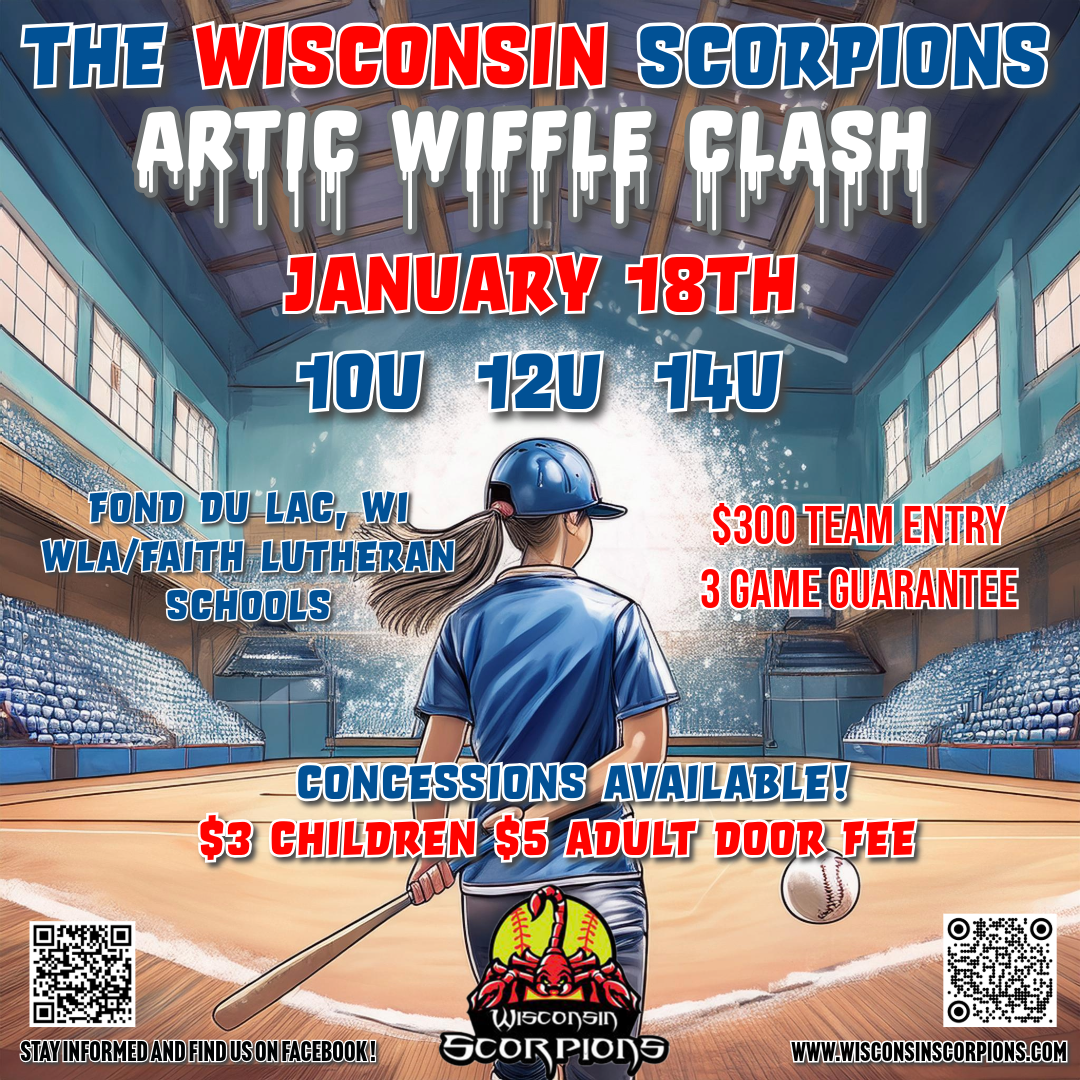 THE WISCONSIN SCORPIONS
ARTIC WIFFLE CLASH
JANUARY 18TH
10U 12U 14U
FOND DU LAC, WI
WLA/FAITH LUTHERAN
SCHOOLS
$300 TEAM ENTRY
3 GAME GUARANTEE
CONCESSIONS AVAILABLE!
$3 CHILDREN $5 ADULT DOOR FEE
WISCONSIN
SCORPIONS
STAY INFORMED AND FIND US ON FACEBOOK!
WWW.WISCONSINSCORPIONS.COM